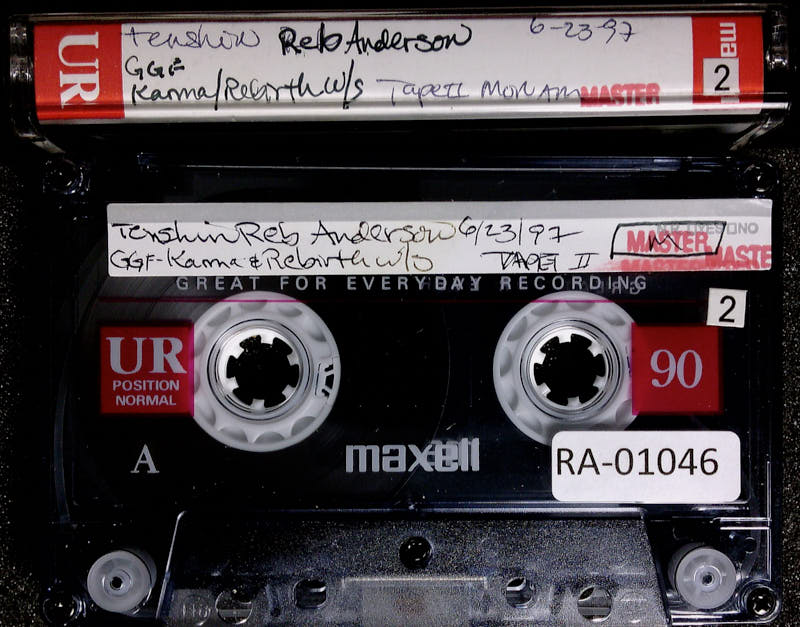 UR
Tenshin Reb Anderson 6-23-97
GGF
Karma/Rebirth w/s Tape II Mon AM MASTER
2
Tenshin Reb Anderson 6/23/97
GGF-Karma & Rebirth w/s TAPE II
MASTER
N.R. YES NO
GREAT FOR EVERYDAY RECORDING
2
UR
POSITION
NORMAL
90
A
maxell
RA-01046